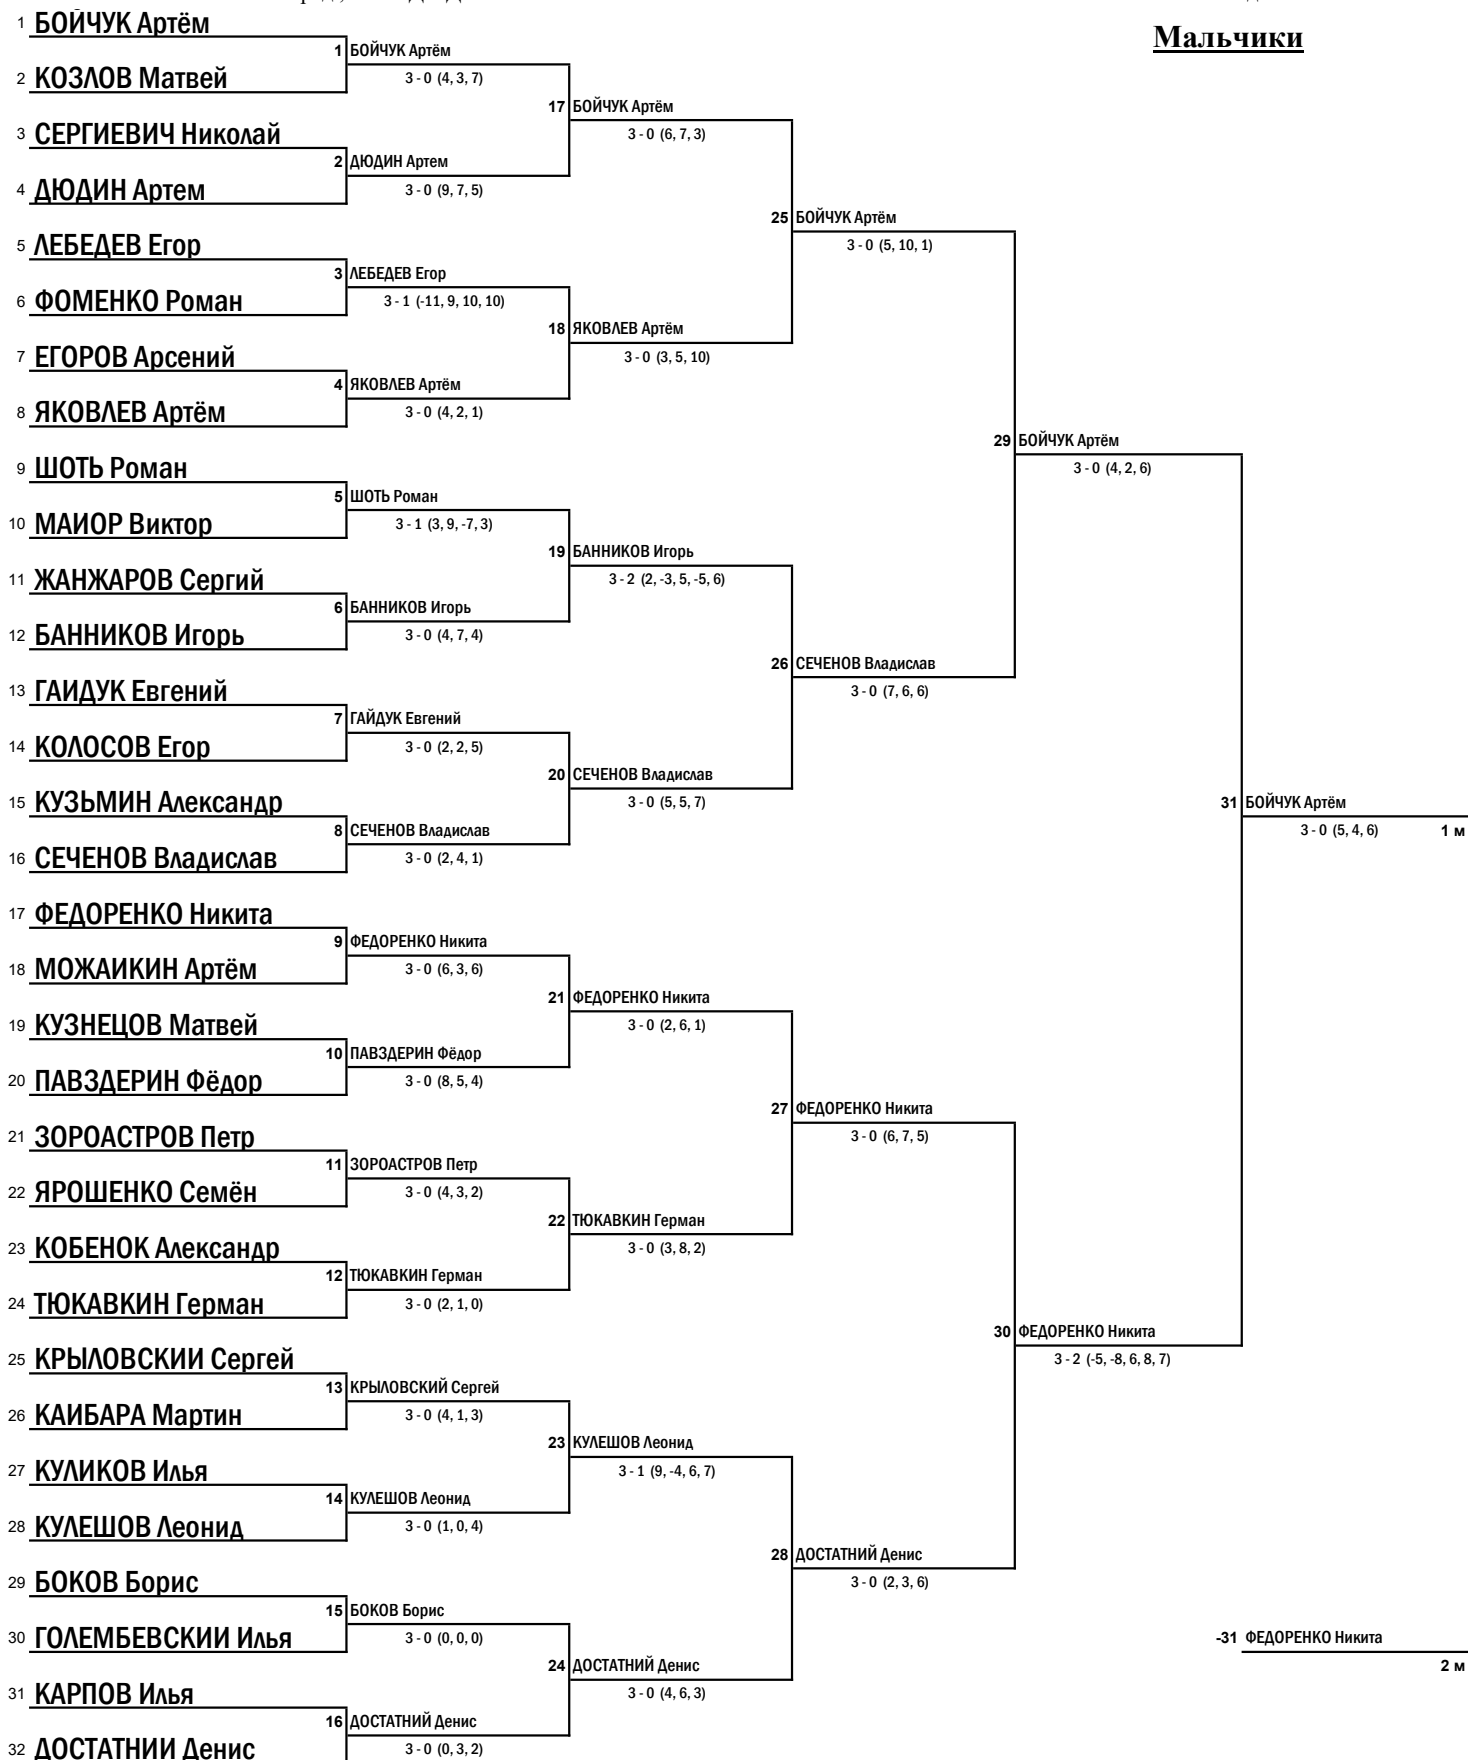 Мальчики
1 БОЙЧУК Артём
1 БОЙЧУК Артём
2 КОЗЛОВ Матвей
3 - 0 (4, 3, 7)
17 БОЙЧУК Артём
3 СЕРГИЕВИЧ Николай
3 - 0 (6, 7, 3)
2 ДЮДИН Артем
4 ДЮДИН Артем
3 - 0 (9, 7, 5)
25 БОЙЧУК Артём
5 ЛЕБЕДЕВ Егор
3 - 0 (5, 10, 1)
3 ЛЕБЕДЕВ Егор
6 ФОМЕНКО Роман
3 - 1 (-11, 9, 10, 10)
18 ЯКОВЛЕВ Артём
7 ЕГОРОВ Арсений
3 - 0 (3, 5, 10)
4 ЯКОВЛЕВ Артём
8 ЯКОВЛЕВ Артём
3 - 0 (4, 2, 1)
29 БОЙЧУК Артём
9 ШОТЬ Роман
3 - 0 (4, 2, 6)
5 ШОТЬ Роман
10 МАИОР Виктор
3 - 1 (3, 9, -7, 3)
19 БАННИКОВ Игорь
11 ЖАНЖАРОВ Сергий
3 - 2 (2, -3, 5, -5, 6)
6 БАННИКОВ Игорь
12 БАННИКОВ Игорь
3 - 0 (4, 7, 4)
26 СЕЧЕНОВ Владислав
13 ГАИДУК Евгений
3 - 0 (7, 6, 6)
7 ГАЙДУК Евгений
14 КОЛОСОВ Егор
3 - 0 (2, 2, 5)
20 СЕЧЕНОВ Владислав
15 КУЗЬМИН Александр
3 - 0 (5, 5, 7)
31 БОЙЧУК Артём
8 СЕЧЕНОВ Владислав
3 - 0 (5, 4, 6) 1 м
16 СЕЧЕНОВ Владислав
3 - 0 (2, 4, 1)
17 ФЕДОРЕНКО Никита
9 ФЕДОРЕНКО Никита
18 МОЖАИКИН Артём
3 - 0 (6, 3, 6)
21 ФЕДОРЕНКО Никита
19 КУЗНЕЦОВ Матвей
3 - 0 (2, 6, 1)
10 ПАВЗДЕРИН Фёдор
20 ПАВЗДЕРИН Фёдор
3 - 0 (8, 5, 4)
27 ФЕДОРЕНКО Никита
21 ЗОРОАСТРОВ Петр
3 - 0 (6, 7, 5)
11 ЗОРОАСТРОВ Петр
22 ЯРОШЕНКО Семён
3 - 0 (4, 3, 2)
22 ТЮКАВКИН Герман
23 КОБЕНОК Александр
3 - 0 (3, 8, 2)
12 ТЮКАВКИН Герман
24 ТЮКАВКИН Герман
3 - 0 (2, 1, 0)
30 ФЕДОРЕНКО Никита
25 КРЫЛОВСКИИ Сергей
3 - 2 (-5, -8, 6, 8, 7)
13 КРЫЛОВСКИЙ Сергей
26 КАИБАРА Мартин
3 - 0 (4, 1, 3)
23 КУЛЕШОВ Леонид
27 КУЛИКОВ Илья
3 - 1 (9, -4, 6, 7)
14 КУЛЕШОВ Леонид
28 КУЛЕШОВ Леонид
3 - 0 (1, 0, 4)
28 ДОСТАТНИЙ Денис
29 БОКОВ Борис
3 - 0 (2, 3, 6)
15 БОКОВ Борис
30 ГОЛЕМБЕВСКИИ Илья
3 - 0 (0, 0, 0)
-31 ФЕДОРЕНКО Никита
24 ДОСТАТНИЙ Денис
2 м
31 КАРПОВ Илья
3 - 0 (4, 6, 3)
16 ДОСТАТНИЙ Денис
32 ДОСТАТНИИ Денис
3 - 0 (0, 3, 2)